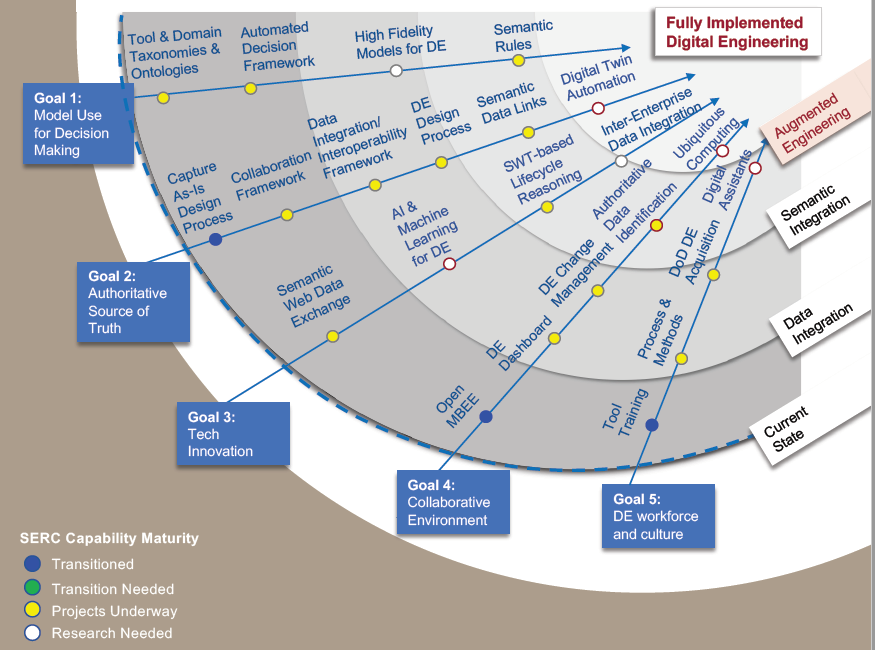 Fully Implemented
Digital Engineering
Tool & Domain
Taxonomies &
Ontologies
Automated
Decision
Framework
High Fidelity
Models for DE
Semantic
Rules
Goal 1:
Model Use
for Decision
Making
Capture
As-Is
Design
Process
Collaboration
Framework
Data
Integration/
Interoperability
Framework
DE
Design
Process
Semantic
Data Links
Digital Twin
Automation
Goal 2:
Authoritative
Source of
Truth
Semantic
Web Data
Exchange
AI &
Machine
Learning
for DE
SWT-based
Lifecycle
Reasoning
Inter-Enterprise
Data Integration
Goal 3:
Tech
Innovation
Open
MBEE
DE
Dashboard
DE Change
Management
Authoritative
Data
Identification
Ubiquitous
Computing
Goal 4:
Collaborative
Environment
Tool
Training
Process &
Methods
DoD DE
Acquisition
Digital
Assistants
Goal 5:
DE workforce
and culture
Augmented
Engineering
Semantic
Integration
Data
Integration
Current
State
SERC Capability Maturity
Transitioned
Transition Needed
Projects Underway
Research Needed